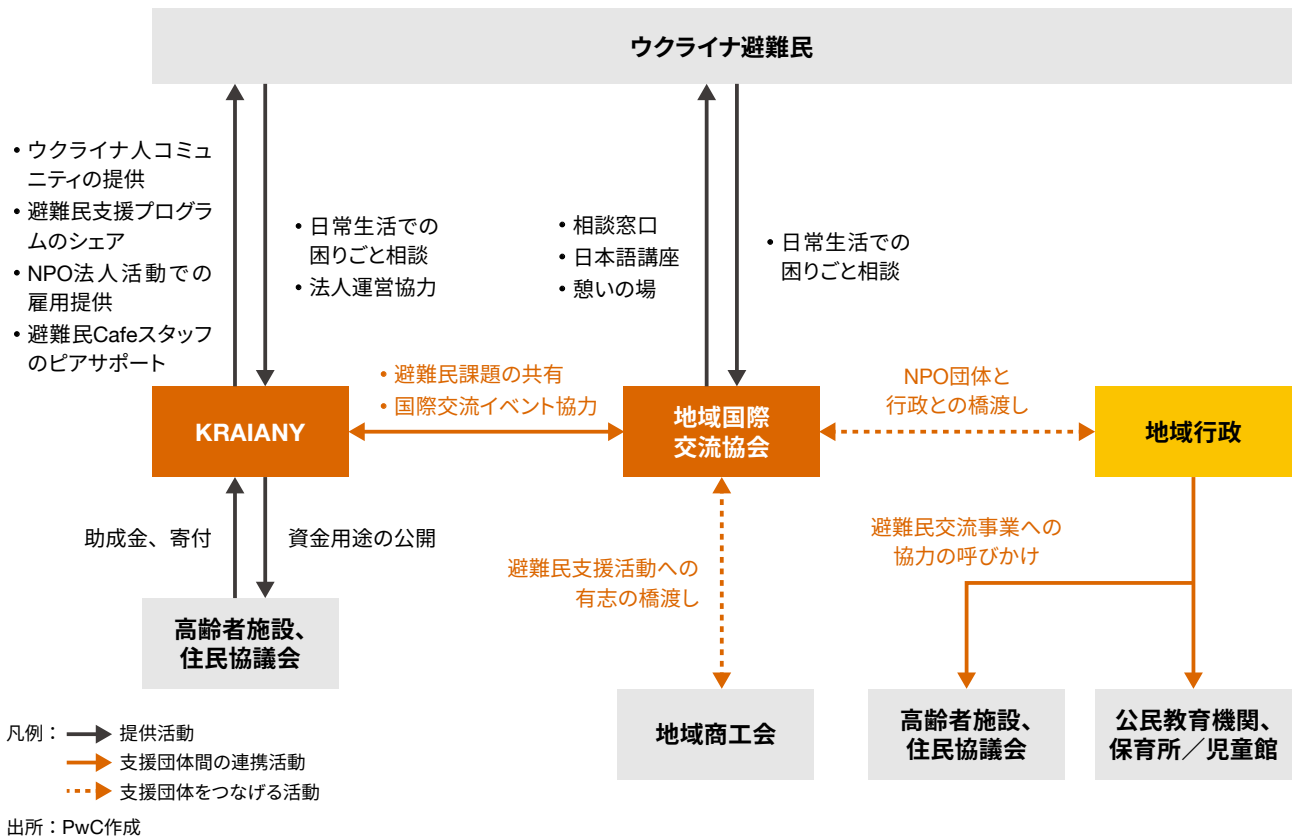 ウクライナ避難民
• ウクライナ人コミュ
ニティの提供
• 避難民支援プログラ
ムのシェア
• NPO法人活動での
雇用提供
• 避難民Cafeスタッフ
のピアサポート
• 日常生活での
困りごと相談
• 法人運営協力
• 相談窓口
• 日本語講座
• 憩いの場
• 日常生活での
困りごと相談
• 避難民課題の共有
• 国際交流イベント協力
NPO団体と
行政との橋渡し
KRAIANY
地域国際
交流協会
地域行政
助成金、寄付
資金用途の公開
避難民支援活動への
有志の橋渡し
避難民交流事業への
協力の呼びかけ
高齢者施設、
住民協議会
地域商工会
高齢者施設、
住民協議会
公民教育機関、
保育所／児童館
凡例：
提供活動
支援団体間の連携活動
支援団体をつなげる活動
出所：PwC作成